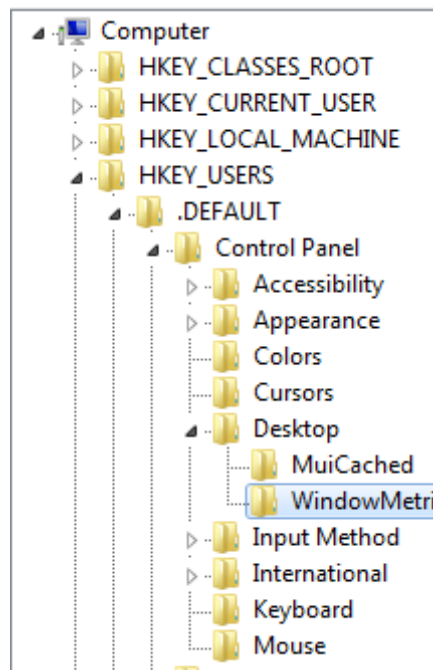 Computer
HKEY_CLASSES_ROOT
HKEY_CURRENT_USER
HKEY_LOCAL_MACHINE
HKEY_USERS
.DEFAULT
Control Panel
Accessibility
Appearance
Colors
Cursors
Desktop
MuiCached
WindowMetri
Input Method
International
Keyboard
Mouse